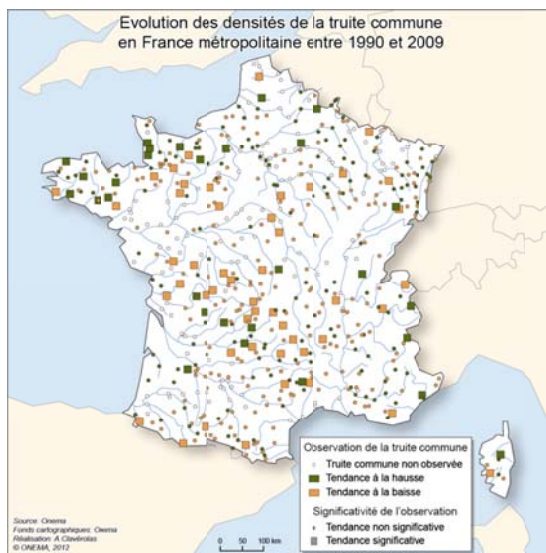 Evolution des densités de la truite commune
en France métropolitaine entre 1990 et 2009
Observation de la truite commune
Truite commune non observée
Tendance à la hausse
Tendance à la baisse
Significativité de l'observation
Tendance non significative
Tendance significative
Source: Onema
Fonds cartographiques: Onema
Réalisation: A Clavérolas
© ONEMA, 2012
0 50 100 km